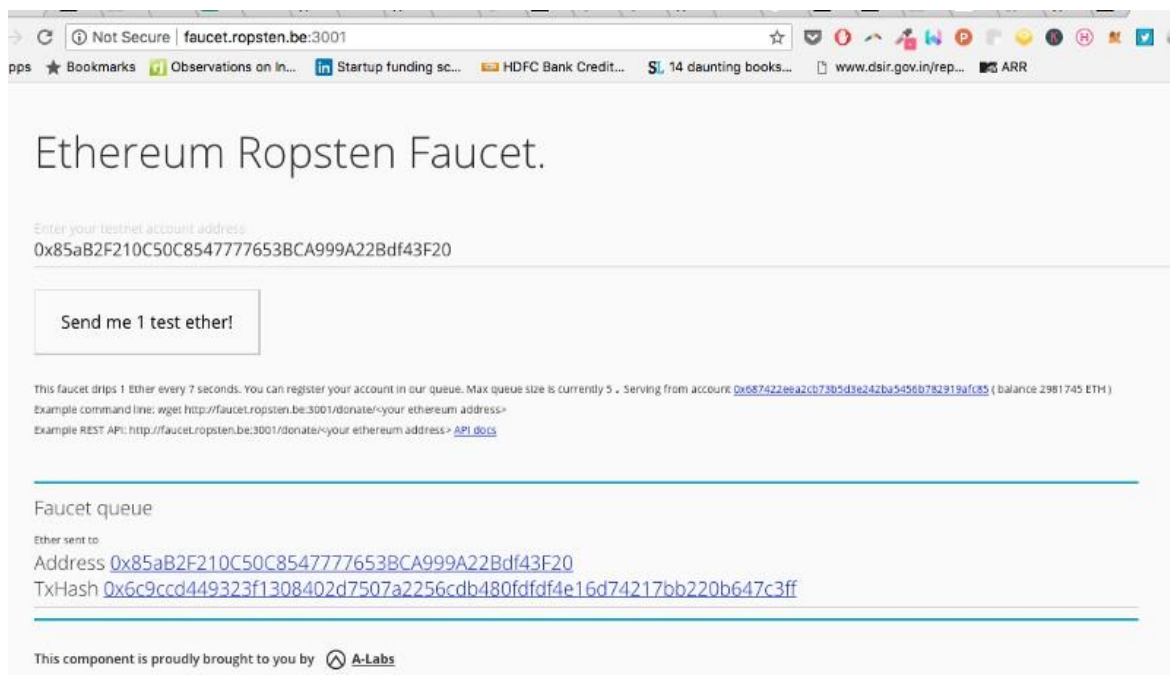 Not Secure | faucet.ropsten.be:3001
pps Bookmarks Observations on In... Startup funding sc... HDFC Bank Credit... 14 daunting books... www.dsir.gov.in/rep... ARR
Ethereum Ropsten Faucet.
Enter your testnet account address
0x85aB2F210C50C8547777653BCA999A22Bdf43F20
Send me 1 test ether!
This faucet drips 1 Ether every 7 seconds. You can register your account in our queue. Max queue size is currently 5 . Serving from account 0x687422eea2cb73b5d3e242ba5456b782919afc85 ( balance 2981745 ETH )
Example command line: wget http://faucet.ropsten.be:3001/donate/<your ethereum address>
Example REST API: http://faucet.ropsten.be:3001/donate/<your ethereum address> API docs
Faucet queue
Ether sent to
Address 0x85aB2F210C50C8547777653BCA999A22Bdf43F20
TxHash 0x6c9ccd449323f1308402d7507a2256cdb480fdfdf4e16d74217bb220b647c3ff
This component is proudly brought to you by A-Labs